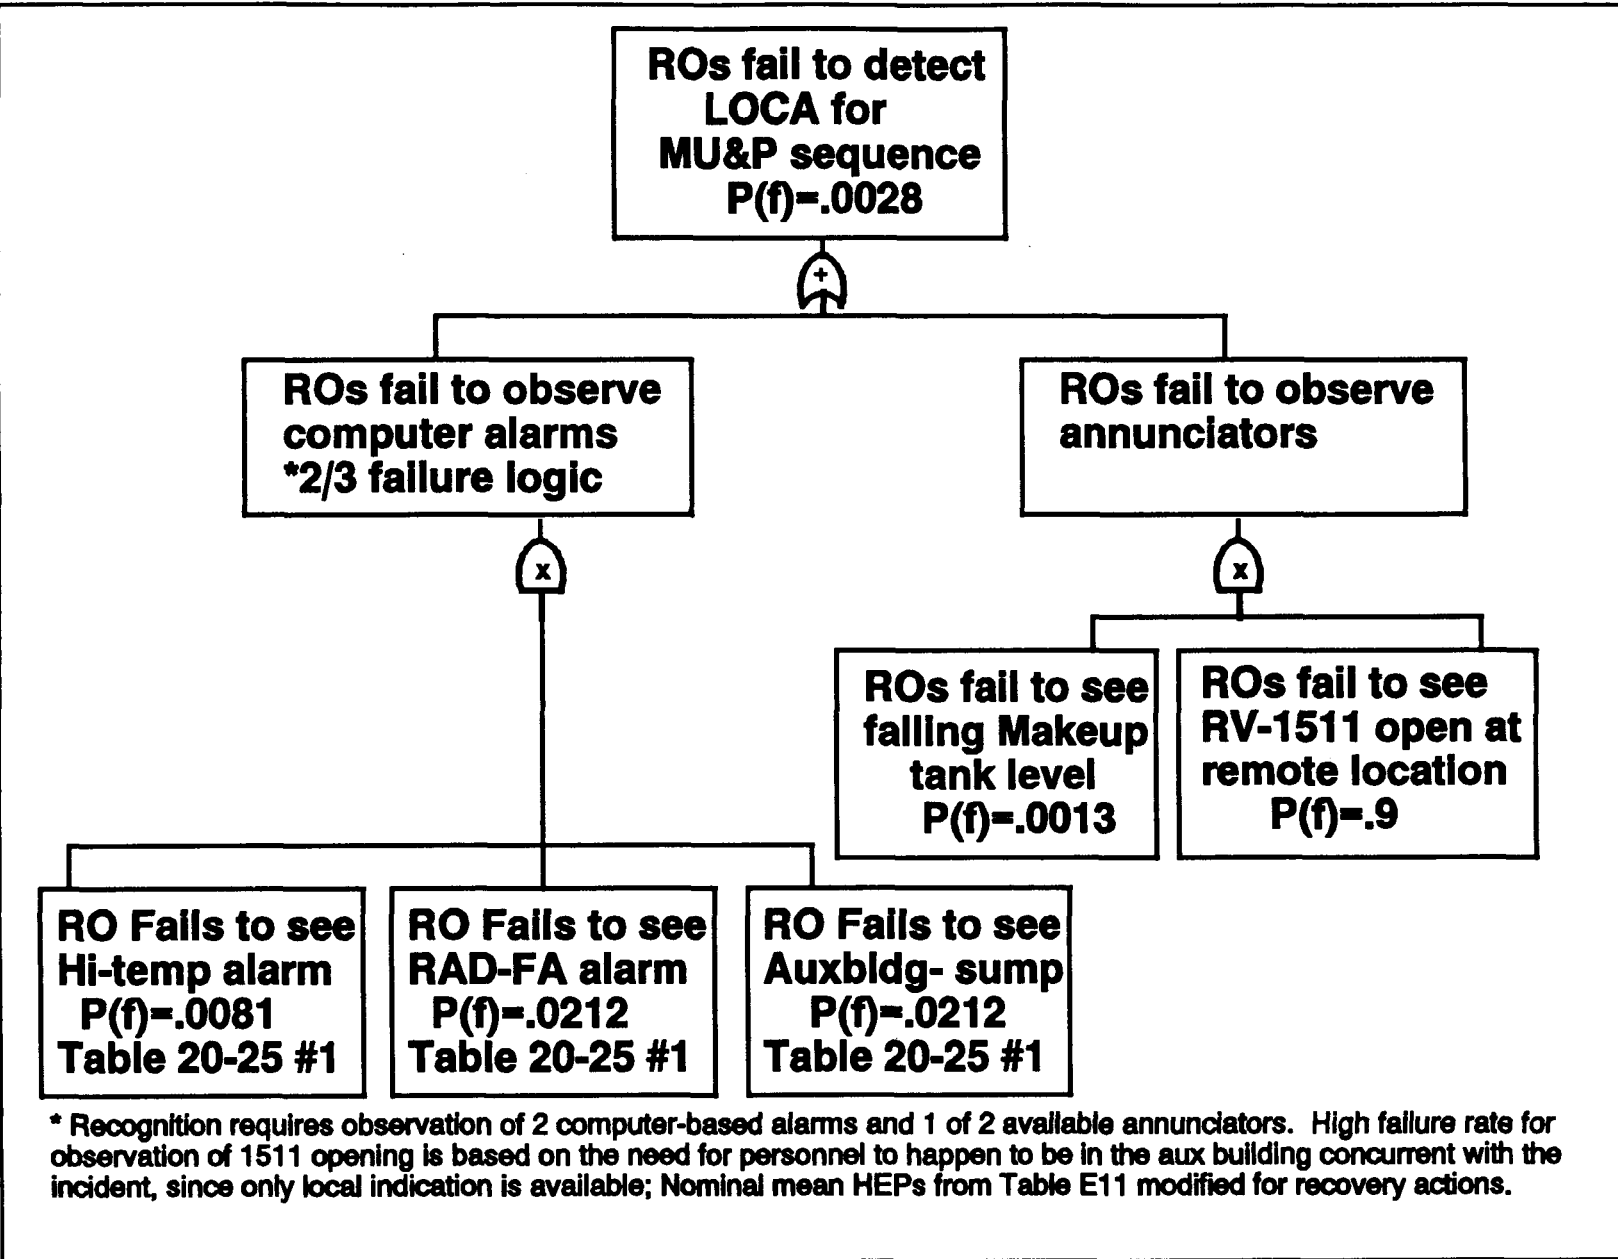 ROs fail to detect
LOCA for
MU&P sequence
P(f)=.0028
+
ROs fail to observe
computer alarms
*2/3 failure logic
ROs fail to observe
annunciators
x
x
ROs fail to see
falling Makeup
tank level
P(f)=.0013
ROs fail to see
RV-1511 open at
remote location
P(f)=.9
RO Fails to see
Hi-temp alarm
P(f)=.0081
Table 20-25 #1
RO Fails to see
RAD-FA alarm
P(f)=.0212
Table 20-25 #1
RO Fails to see
Auxbldg- sump
P(f)=.0212
Table 20-25 #1
* Recognition requires observation of 2 computer-based alarms and 1 of 2 available annunciators. High failure rate for
observation of 1511 opening is based on the need for personnel to happen to be in the aux building concurrent with the
incident, since only local indication is available; Nominal mean HEPs from Table E11 modified for recovery actions.